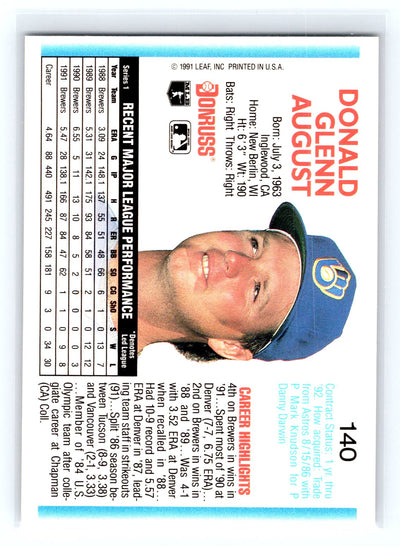 140
DONALD
GLENN
AUGUST
Born: July 3, 1963
Inglewood, CA
Home: New Berlin, WI
Ht: 6'3" Wt: 190
Bats: Right Throws: Right
DONRUSS
© 1991 LEAF, INC PRINTED IN U.S.A.
Contract Status: 1 yr. thru
'92. How acquired: Trade
from Astros 8/15/86 with
P Mark Knudson for P
Danny Darwin
Series 1 RECENT MAJOR LEAGUE PERFORMANCE *Denotes Led League
Year Team ERA G IP H R ER BB SO CG ShO S W L
1988 Brewers 3.09 24 148.1 137 55 51 48 66 6 1 0 13 7
1989 Brewers 5.31 31 142.1 175 93 84 58 51 2 1 0 12 12
1990 Brewers 6.55 5 11 13 10 8 5 2 0 0 0 0 3
1991 Brewers 5.47 28 138.1 166 87 84 47 62 1 1 0 9 8
Career 4.64 88 440 491 245 227 158 181 9 3 0 34 30
CAREER HIGHLIGHTS
4th on Brewers in wins in
'91...Spent most of '90 at
Denver (7-7, 6.75 ERA)...
2nd on Brewers in wins in
'88 and '89...Was 4-1
with 3.52 ERA at Denver
when recalled in '88...
Had 10-9 record and 5.57
ERA at Denver in '87, lead-
ing team staff in strikeouts
(91)...Split '86 season be-
tween Tucson (8-9, 3.38)
and Vancouver (2-1, 3.33)
...Member of '84 U.S.
Olympic team after colle-
giate career at Chapman
(CA) Coll.